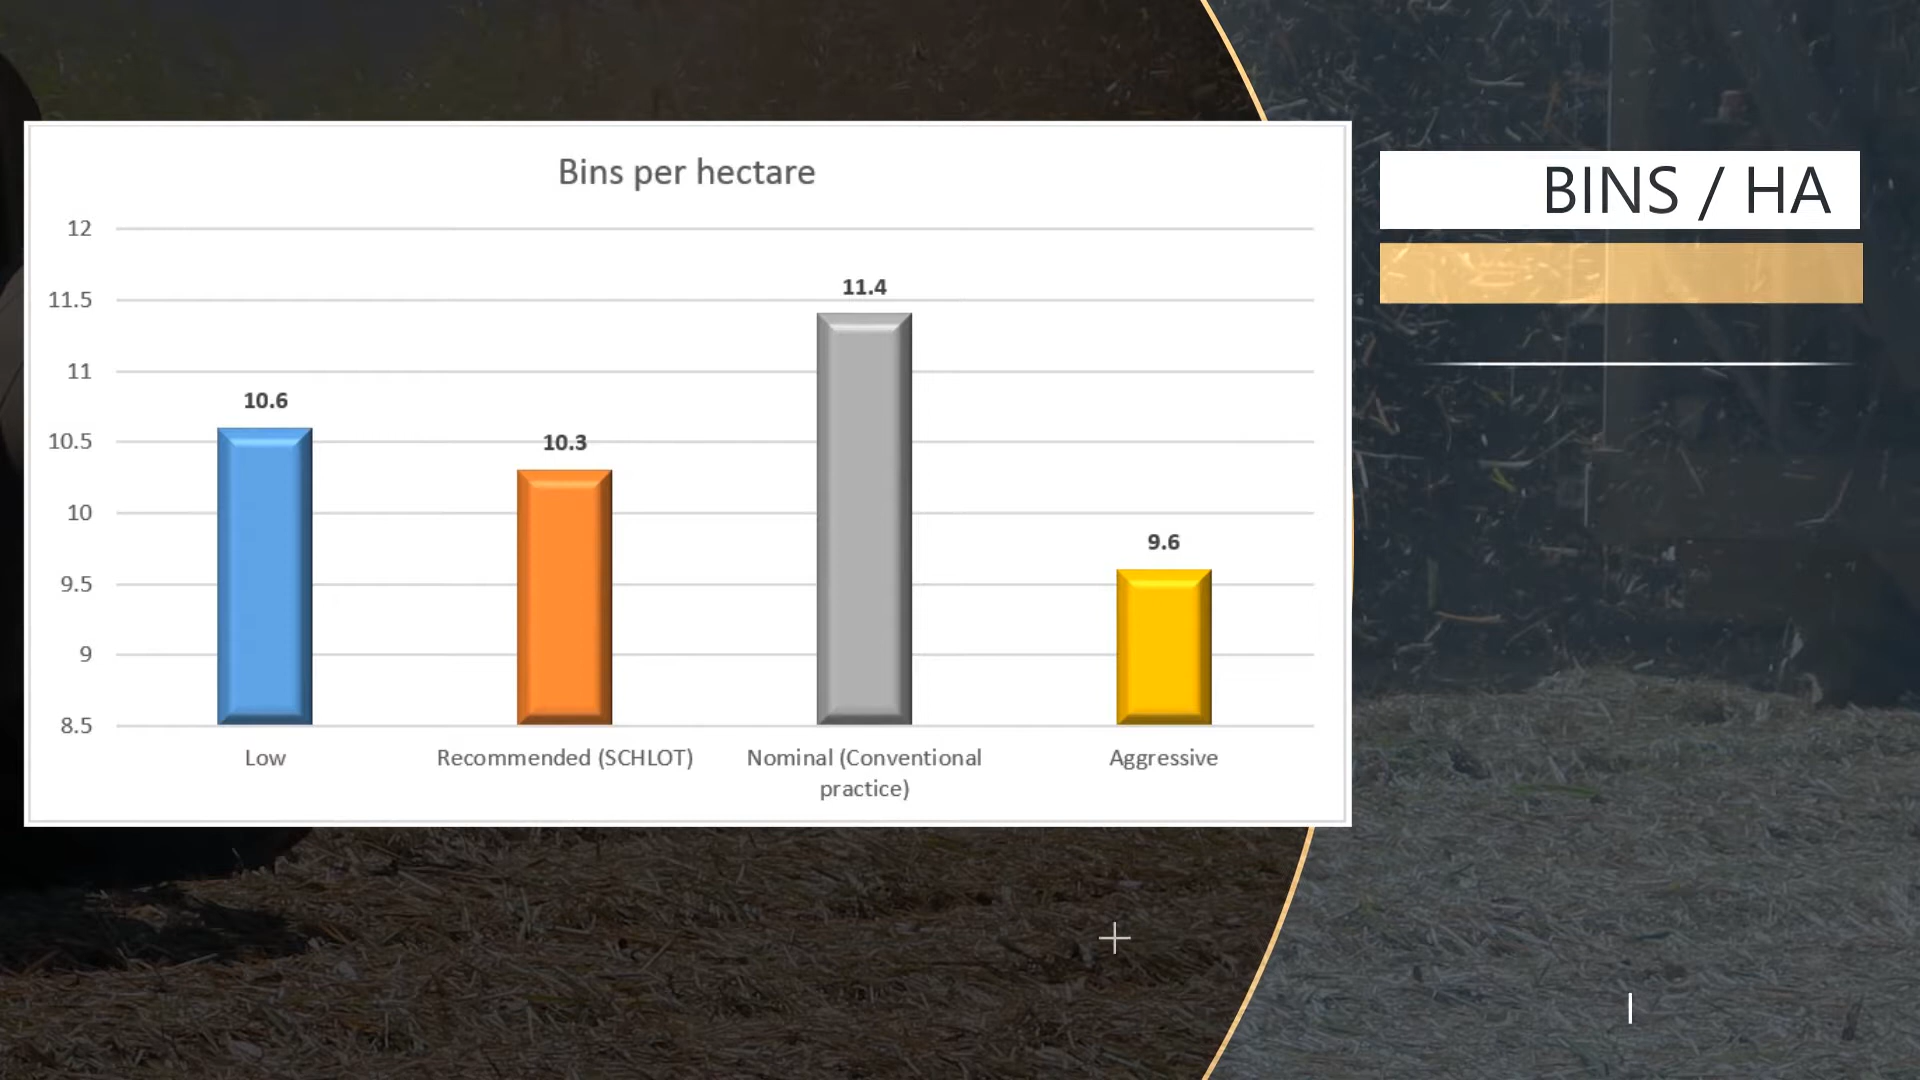 Bins per hectare
12
11.5
11
10.5
10
9.5
9
8.5
10.6
10.3
11.4
9.6
Low
Recommended (SCHLOT)
Nominal (Conventional
practice)
Aggressive
BINS / HA